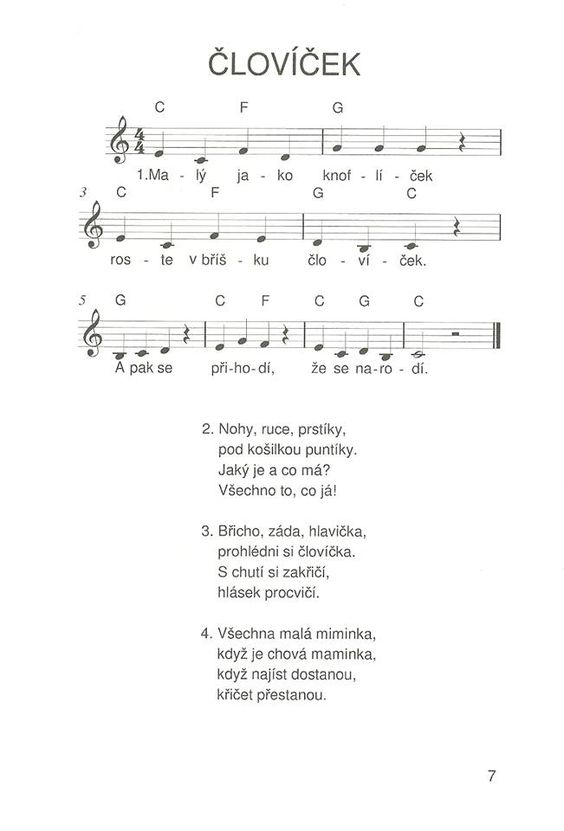 ČLOVÍČEK
C F G
4
4
1.Ma - lý ja - ko knof - lí - ček
3 C F G C
ros - te v bříš - ku člo - ví - ček.
5 G C F C G C
A pak se při-ho-dí, že se na-ro - dí.
2. Nohy, ruce, prstíky,
pod košilkou puntíky.
Jaký je a co má?
Všechno to, co já!
3. Břicho, záda, hlavička,
prohlédni si človíčka.
S chutí si zakřičí,
hlásek procvičí.
4. Všechna malá miminka,
když je chová maminka,
když najíst dostanou,
křičet přestanou.
7